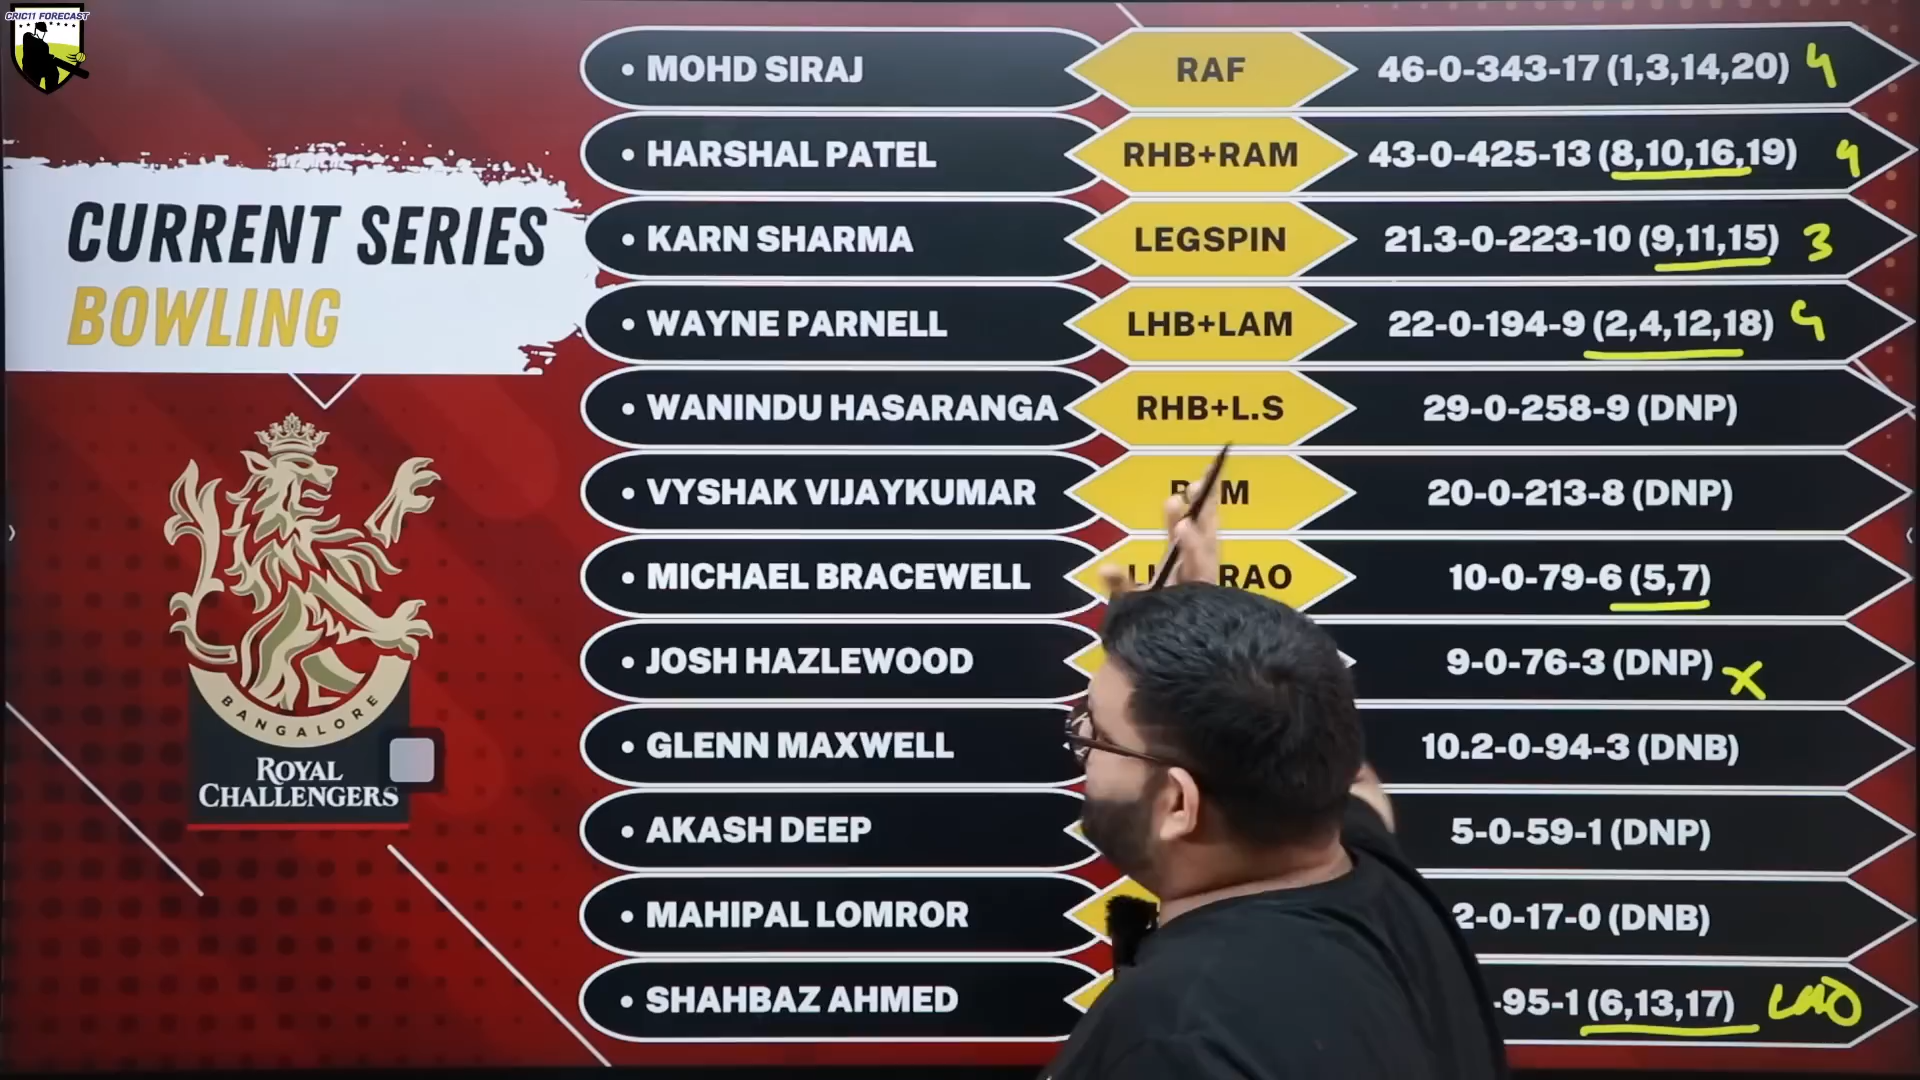 CRIC11 FORECAST
CURRENT SERIES
BOWLING
BANGALORE
ROYAL
CHALLENGERS
• MOHD SIRAJ RAF 46-0-343-17 (1,3,14,20) 4
• HARSHAL PATEL RHB+RAM 43-0-425-13 (8,10,16,19) 4
• KARN SHARMA LEGSPIN 21.3-0-223-10 (9,11,15) 3
• WAYNE PARNELL LHB+LAM 22-0-194-9 (2,4,12,18) 4
• WANINDU HASARANGA RHB+L.S 29-0-258-9 (DNP)
• VYSHAK VIJAYKUMAR 20-0-213-8 (DNP)
• MICHAEL BRACEWELL RAO 10-0-79-6 (5,7)
• JOSH HAZLEWOOD 9-0-76-3 (DNP) x
• GLENN MAXWELL 10.2-0-94-3 (DNB)
• AKASH DEEP 5-0-59-1 (DNP)
• MAHIPAL LOMROR 2-0-17-0 (DNB)
• SHAHBAZ AHMED -95-1 (6,13,17)